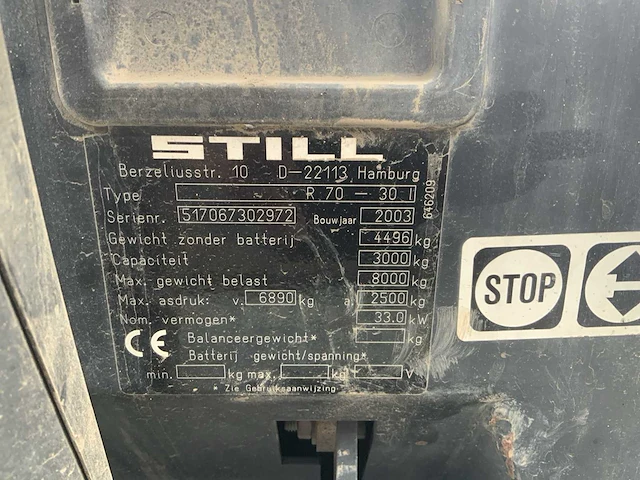 STILL
Berzeliusstr. 10 D-22113 Hamburg
Type R 70 - 30 I
Serienr. 517067302972 Bouwjaar 2003
Gewicht zonder batterij 4496 kg
Capaciteit 3000 kg
Max. gewicht belast 8000 kg
Max. asdruk: v. 6890 kg a. 2500 kg
Nom. vermogen* 33.0 kW
CE Balanceergewicht* kg
Batterij gewicht/spanning*
min. kg max. kg V
* Zie Gebruiksaanwijzing.
646209
STOP